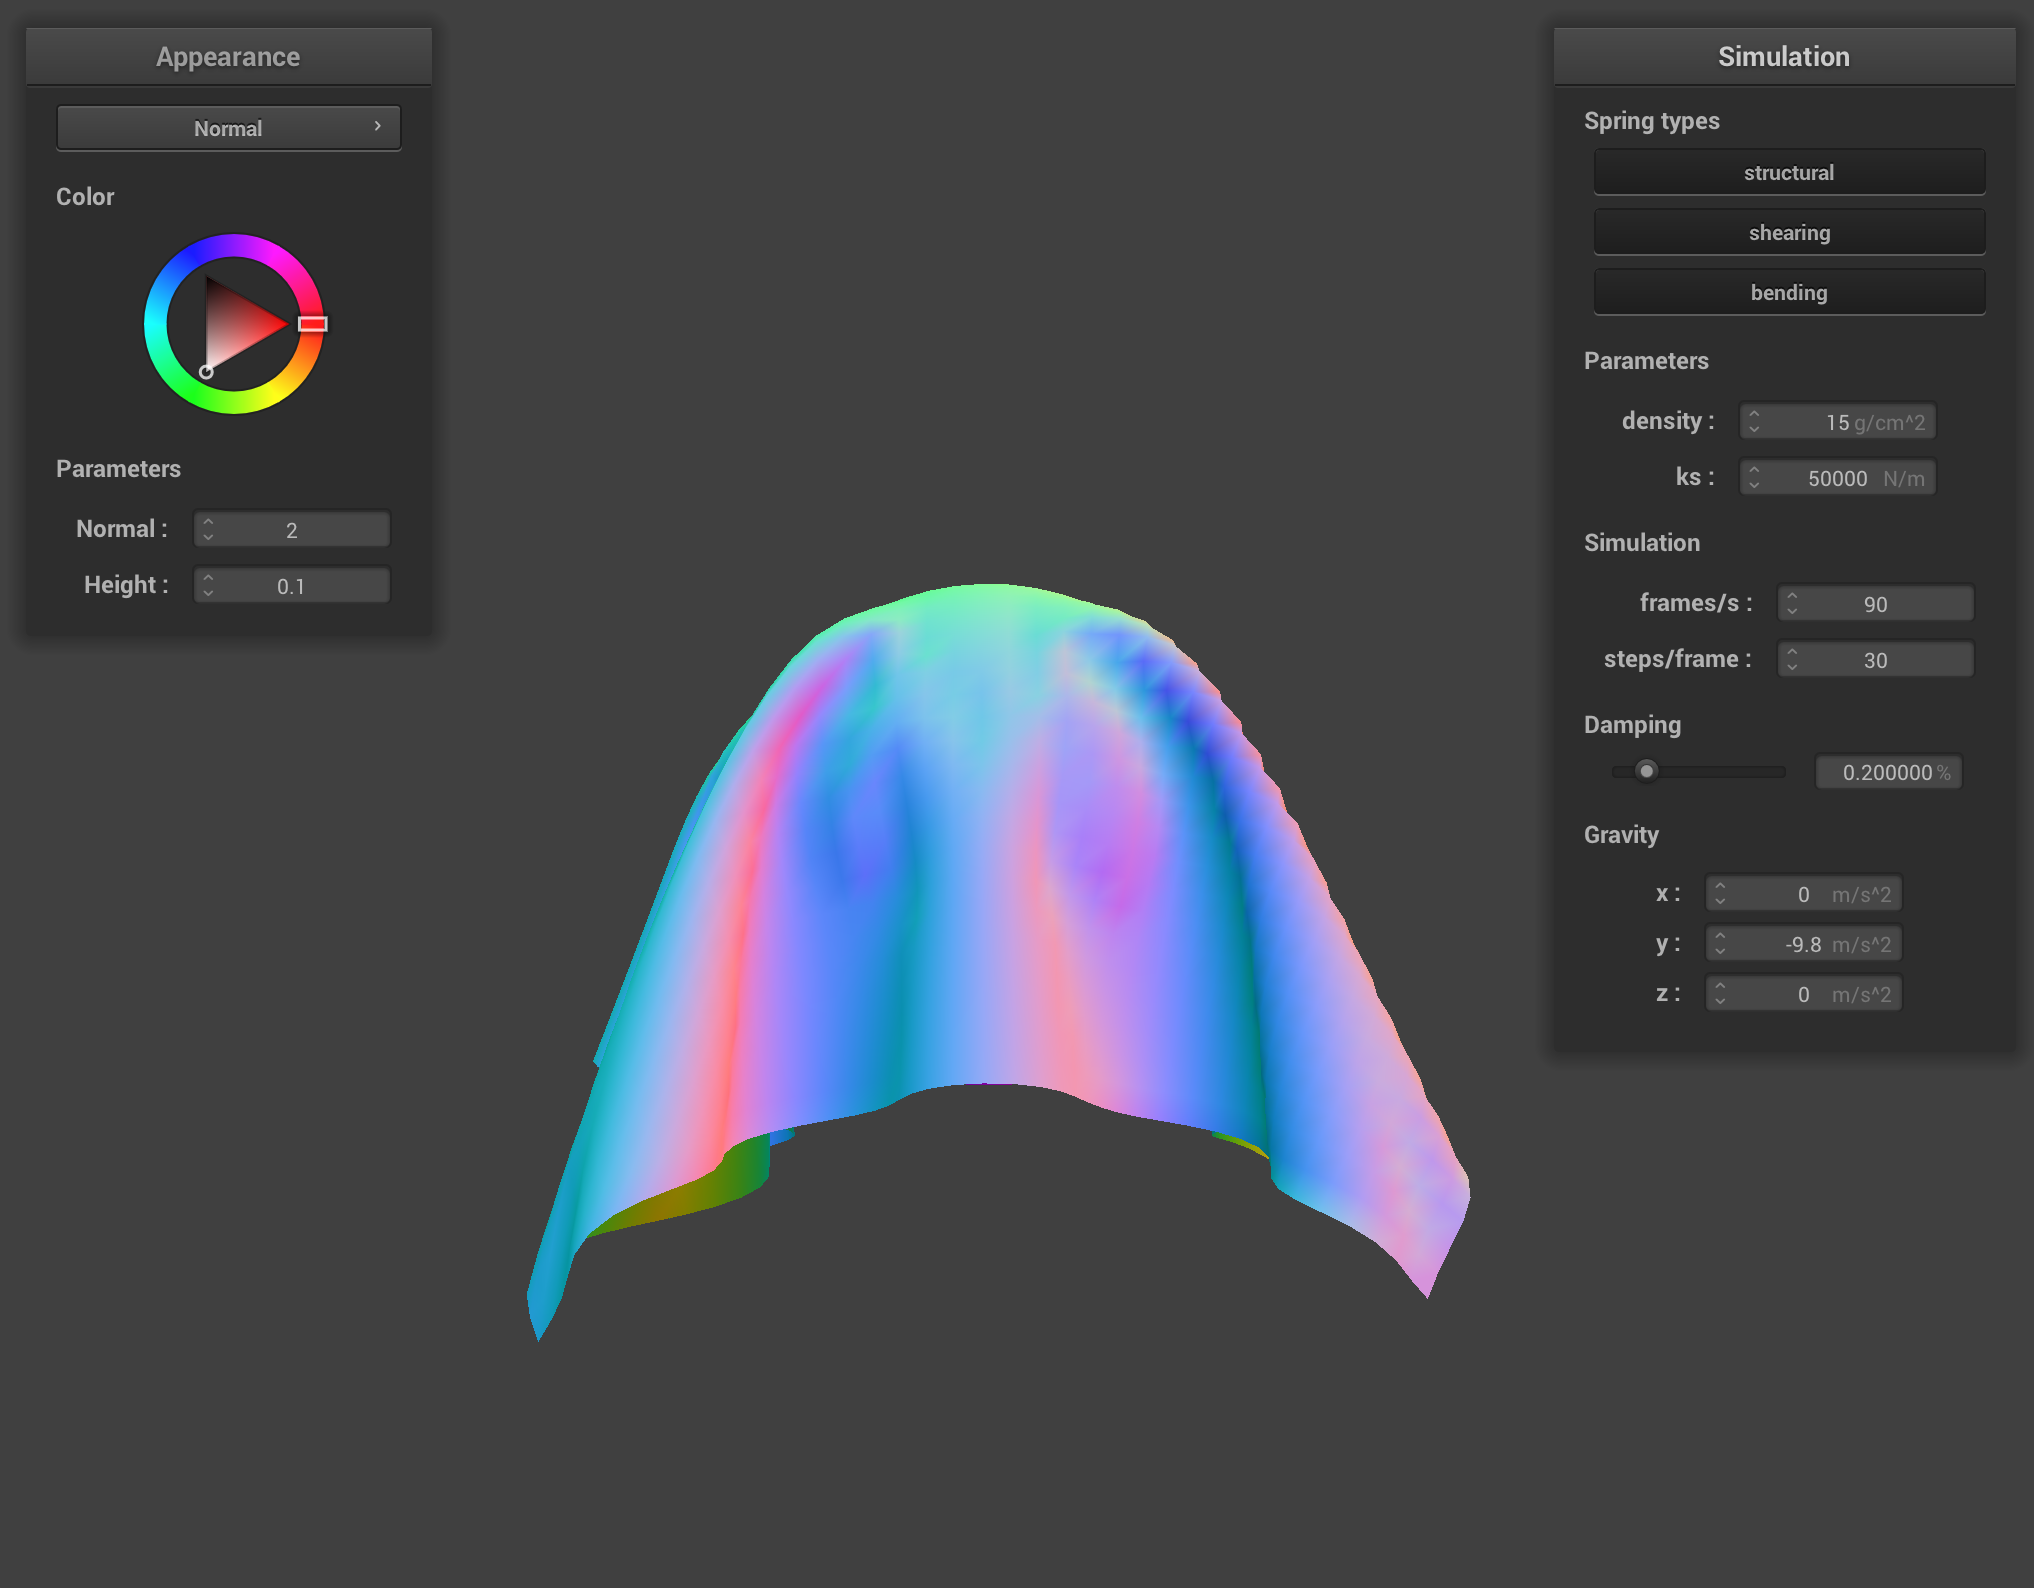 Appearance
Normal
Color
Parameters
Normal : 2
Height : 0.1
Simulation
Spring types
structural
shearing
bending
Parameters
density : 15 g/cm^2
ks : 50000 N/m
Simulation
frames/s : 90
steps/frame : 30
Damping
0.200000 %
Gravity
x : 0 m/s^2
y : -9.8 m/s^2
z : 0 m/s^2